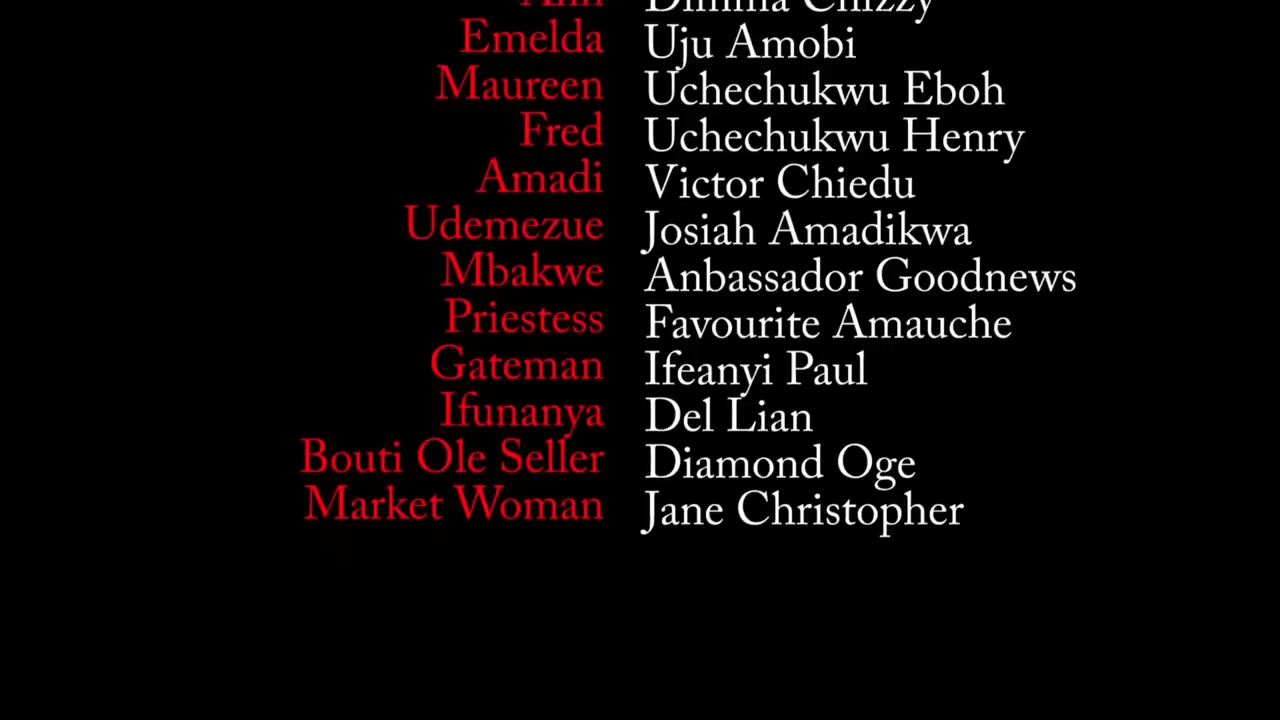 Emelda Uju Amobi
Maureen Uchechukwu Eboh
Fred Uchechukwu Henry
Amadi Victor Chiedu
Udemezue Josiah Amadikwa
Mbakwe Anbassador Goodnews
Priestess Favourite Amauche
Gateman Ifeanyi Paul
Ifunanya Del Lian
Bouti Ole Seller Diamond Oge
Market Woman Jane Christopher